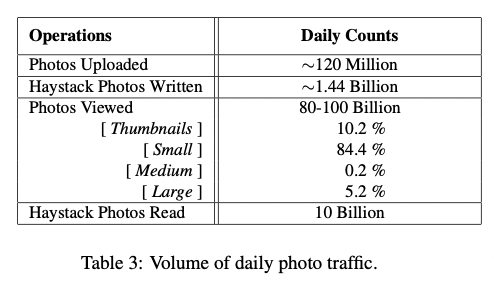 Operations Daily Counts
Photos Uploaded ∼120 Million
Haystack Photos Written ∼1.44 Billion
Photos Viewed 80-100 Billion
[ Thumbnails ] 10.2 %
[ Small ] 84.4 %
[ Medium ] 0.2 %
[ Large ] 5.2 %
Haystack Photos Read 10 Billion
Table 3: Volume of daily photo traffic.